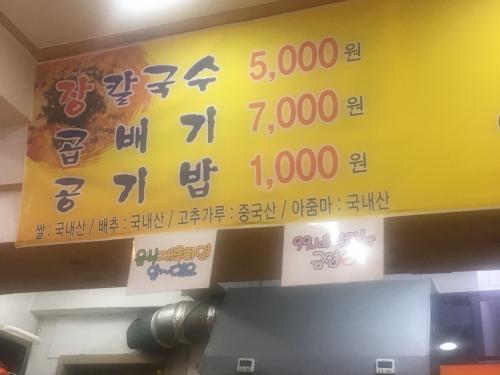 장칼국수 5,000원
곱배기 7,000원
공기밥 1,000원
쌀 : 국내산 / 배추 : 국내산 / 고추가루 : 중국산 / 아줌마 : 국내산
금연